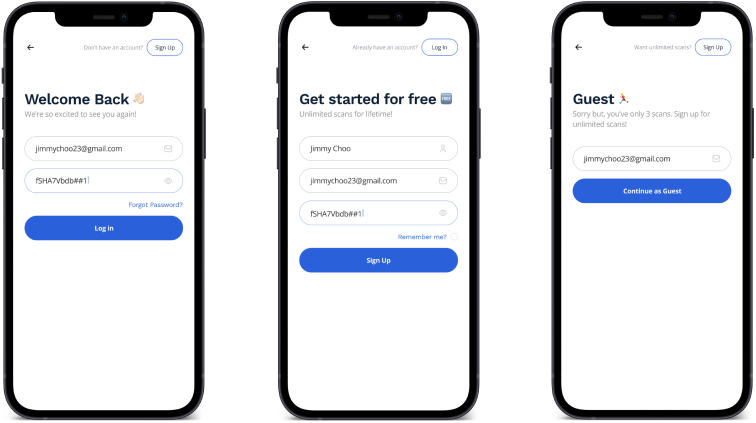 Don't have an account? Sign Up
Welcome Back
We're so excited to see you again!
jimmychoo23@gmail.com
fSHA7Vbdb##1
Forgot Password?
Log in
Already have an account? Log In
Get started for free FREE
Unlimited scans for lifetime!
Jimmy Choo
jimmychoo23@gmail.com
fSHA7Vbdb##1
Remember me?
Sign Up
Want unlimited scans? Sign Up
Guest
Sorry but, you've only 3 scans. Sign up for
unlimited scans!
jimmychoo23@gmail.com
Continue as Guest